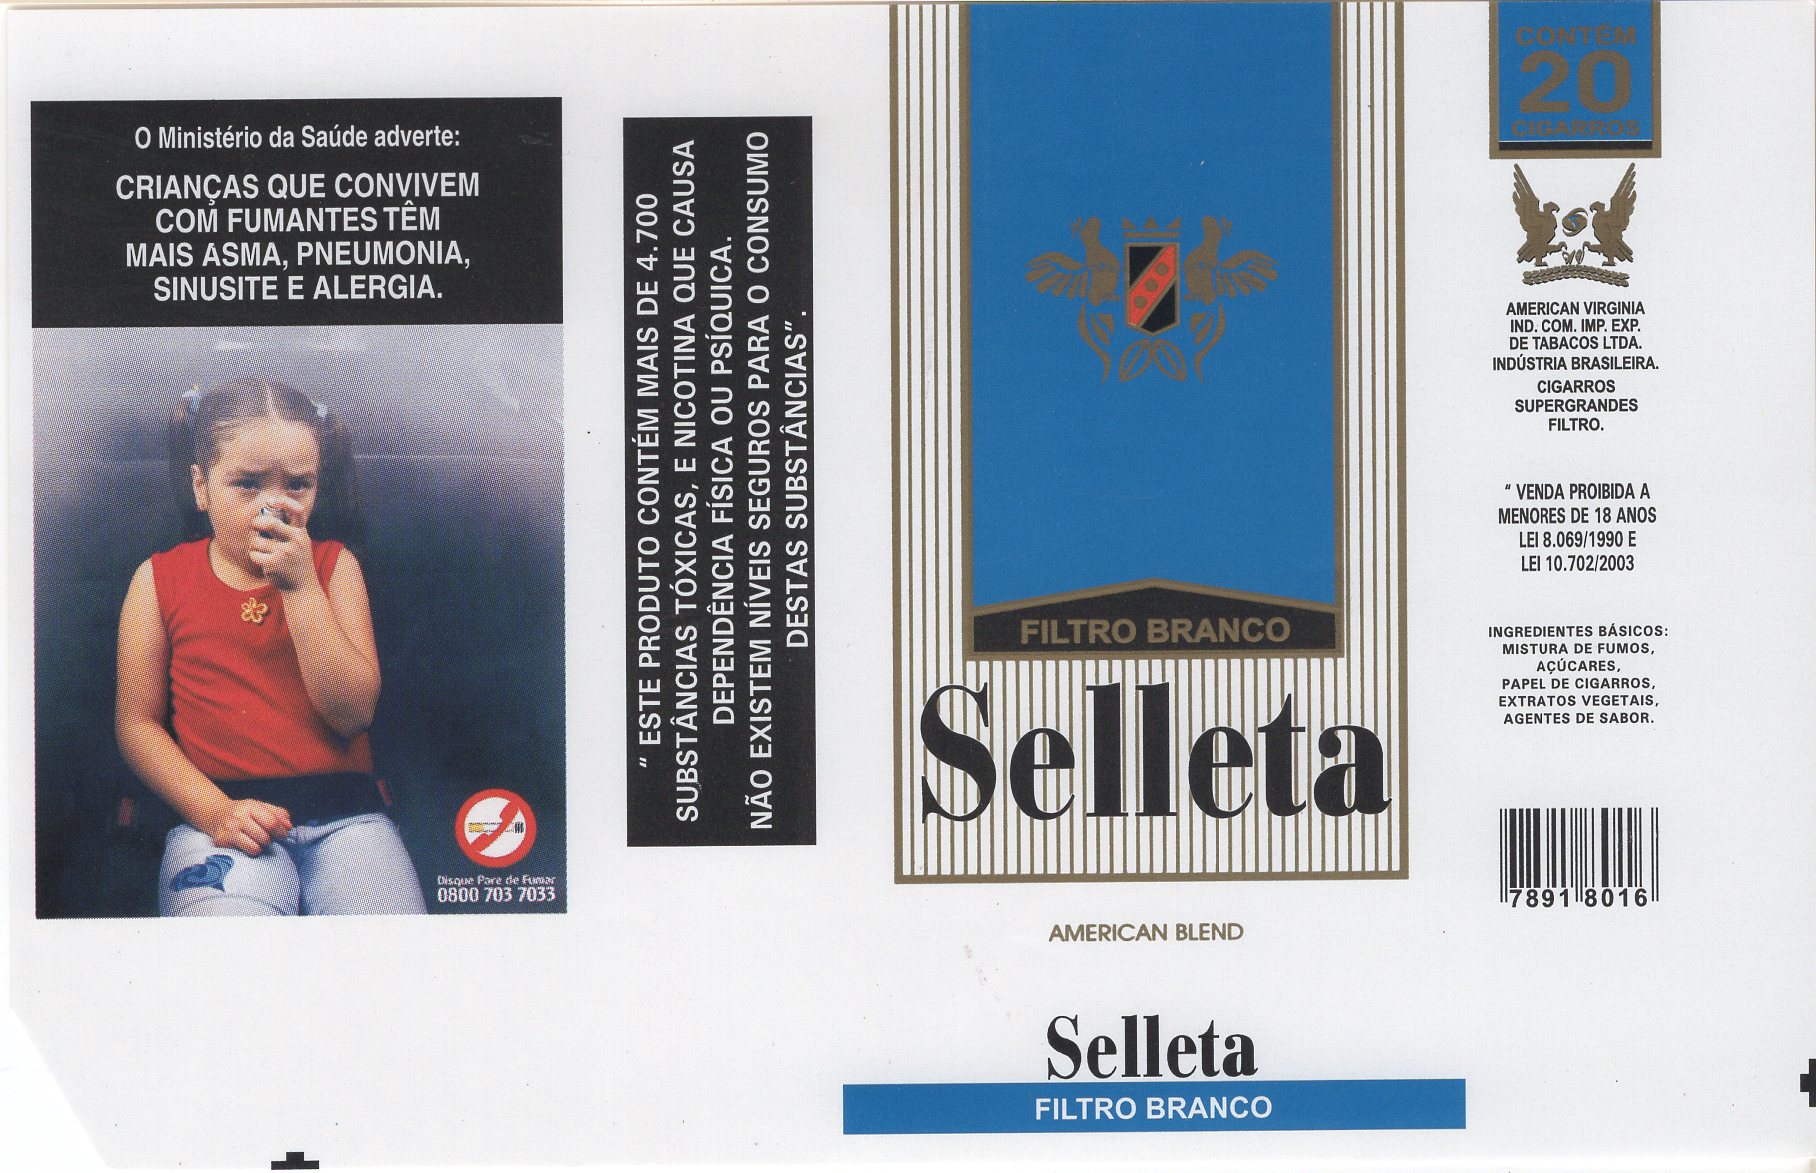 O Ministério da Saúde adverte:
CRIANÇAS QUE CONVIVEM
COM FUMANTES TÊM
MAIS ASMA, PNEUMONIA,
SINUSITE E ALERGIA.
Disque Pare de Fumar
0800 703 7033
“ ESTE PRODUTO CONTÉM MAIS DE 4.700
SUBSTÂNCIAS TÓXICAS, E NICOTINA QUE CAUSA
DEPENDÊNCIA FÍSICA OU PSÍQUICA.
NÃO EXISTEM NÍVEIS SEGUROS PARA O CONSUMO
DESTAS SUBSTÂNCIAS”.
FILTRO BRANCO
Selleta
AMERICAN BLEND
Selleta
FILTRO BRANCO
CONTÉM
20
CIGARROS
AMERICAN VIRGINIA
IND. COM. IMP. EXP.
DE TABACOS LTDA.
INDÚSTRIA BRASILEIRA.
CIGARROS
SUPERGRANDES
FILTRO.
“ VENDA PROIBIDA A
MENORES DE 18 ANOS
LEI 8.069/1990 E
LEI 10.702/2003
INGREDIENTES BÁSICOS:
MISTURA DE FUMOS,
AÇÚCARES,
PAPEL DE CIGARROS,
EXTRATOS VEGETAIS,
AGENTES DE SABOR.
7891 8016